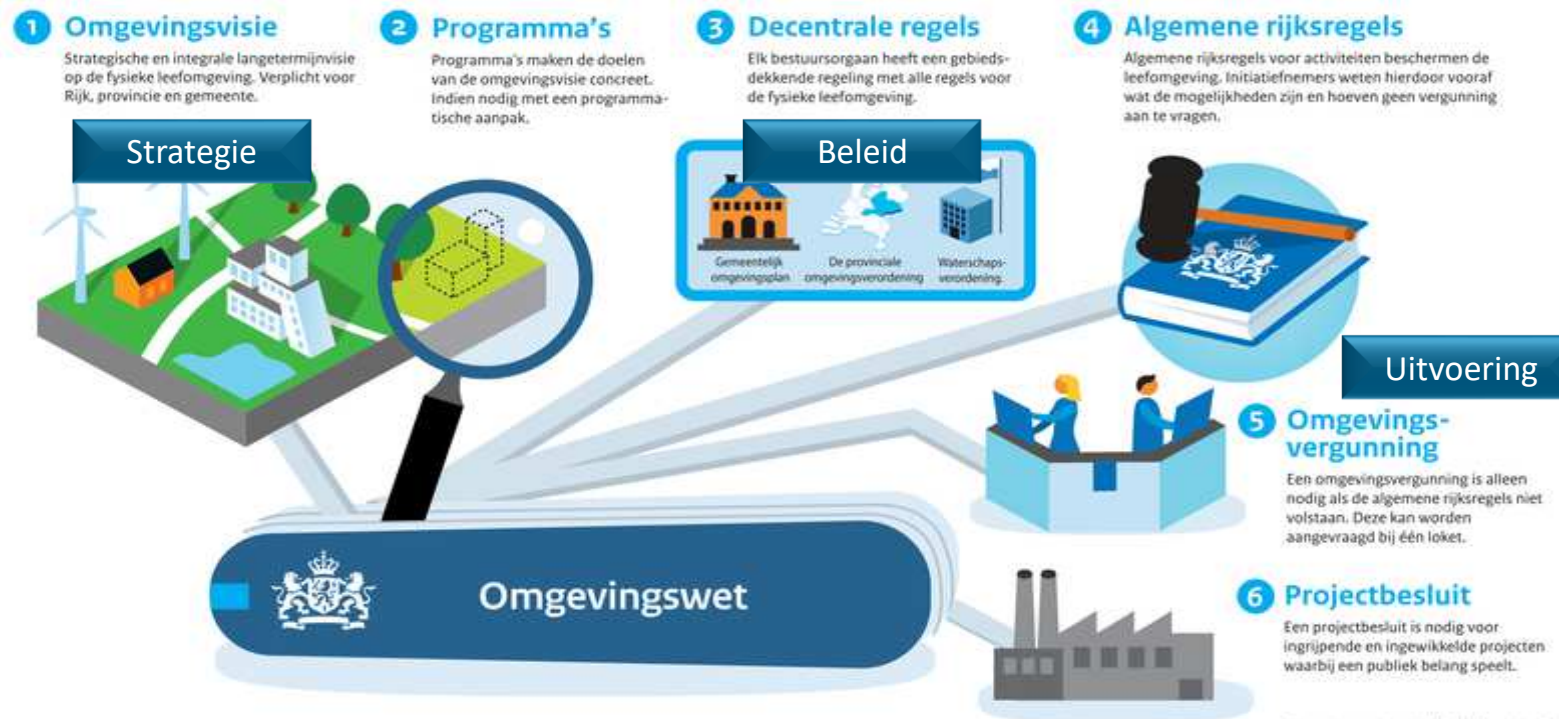 1 Omgevingsvisie
Strategische en integrale langetermijnvisie
op de fysieke leefomgeving. Verplicht voor
Rijk, provincie en gemeente.
2 Programma's
Programma's maken de doelen
van de omgevingsvisie concreet.
Indien nodig met een programma-
tische aanpak.
3 Decentrale regels
Elk bestuursorgaan heeft een gebieds-
dekkende regeling met alle regels voor
de fysieke leefomgeving.
4 Algemene rijksregels
Algemene rijksregels voor activiteiten beschermen de
leefomgeving. Initiatiefnemers weten hierdoor vooraf
wat de mogelijkheden zijn en hoeven geen vergunning
aan te vragen.
Strategie
Beleid
Gemeentelijk
omgevingsplan
De provinciale
omgevingsverordening
Waterschaps-
verordening
Uitvoering
5 Omgevings-
vergunning
Een omgevingsvergunning is alleen
nodig als de algemene rijksregels niet
volstaan. Deze kan worden
aangevraagd bij één loket.
Omgevingswet
6 Projectbesluit
Een projectbesluit is nodig voor
ingrijpende en ingewikkelde projecten
waarbij een publiek belang speelt.